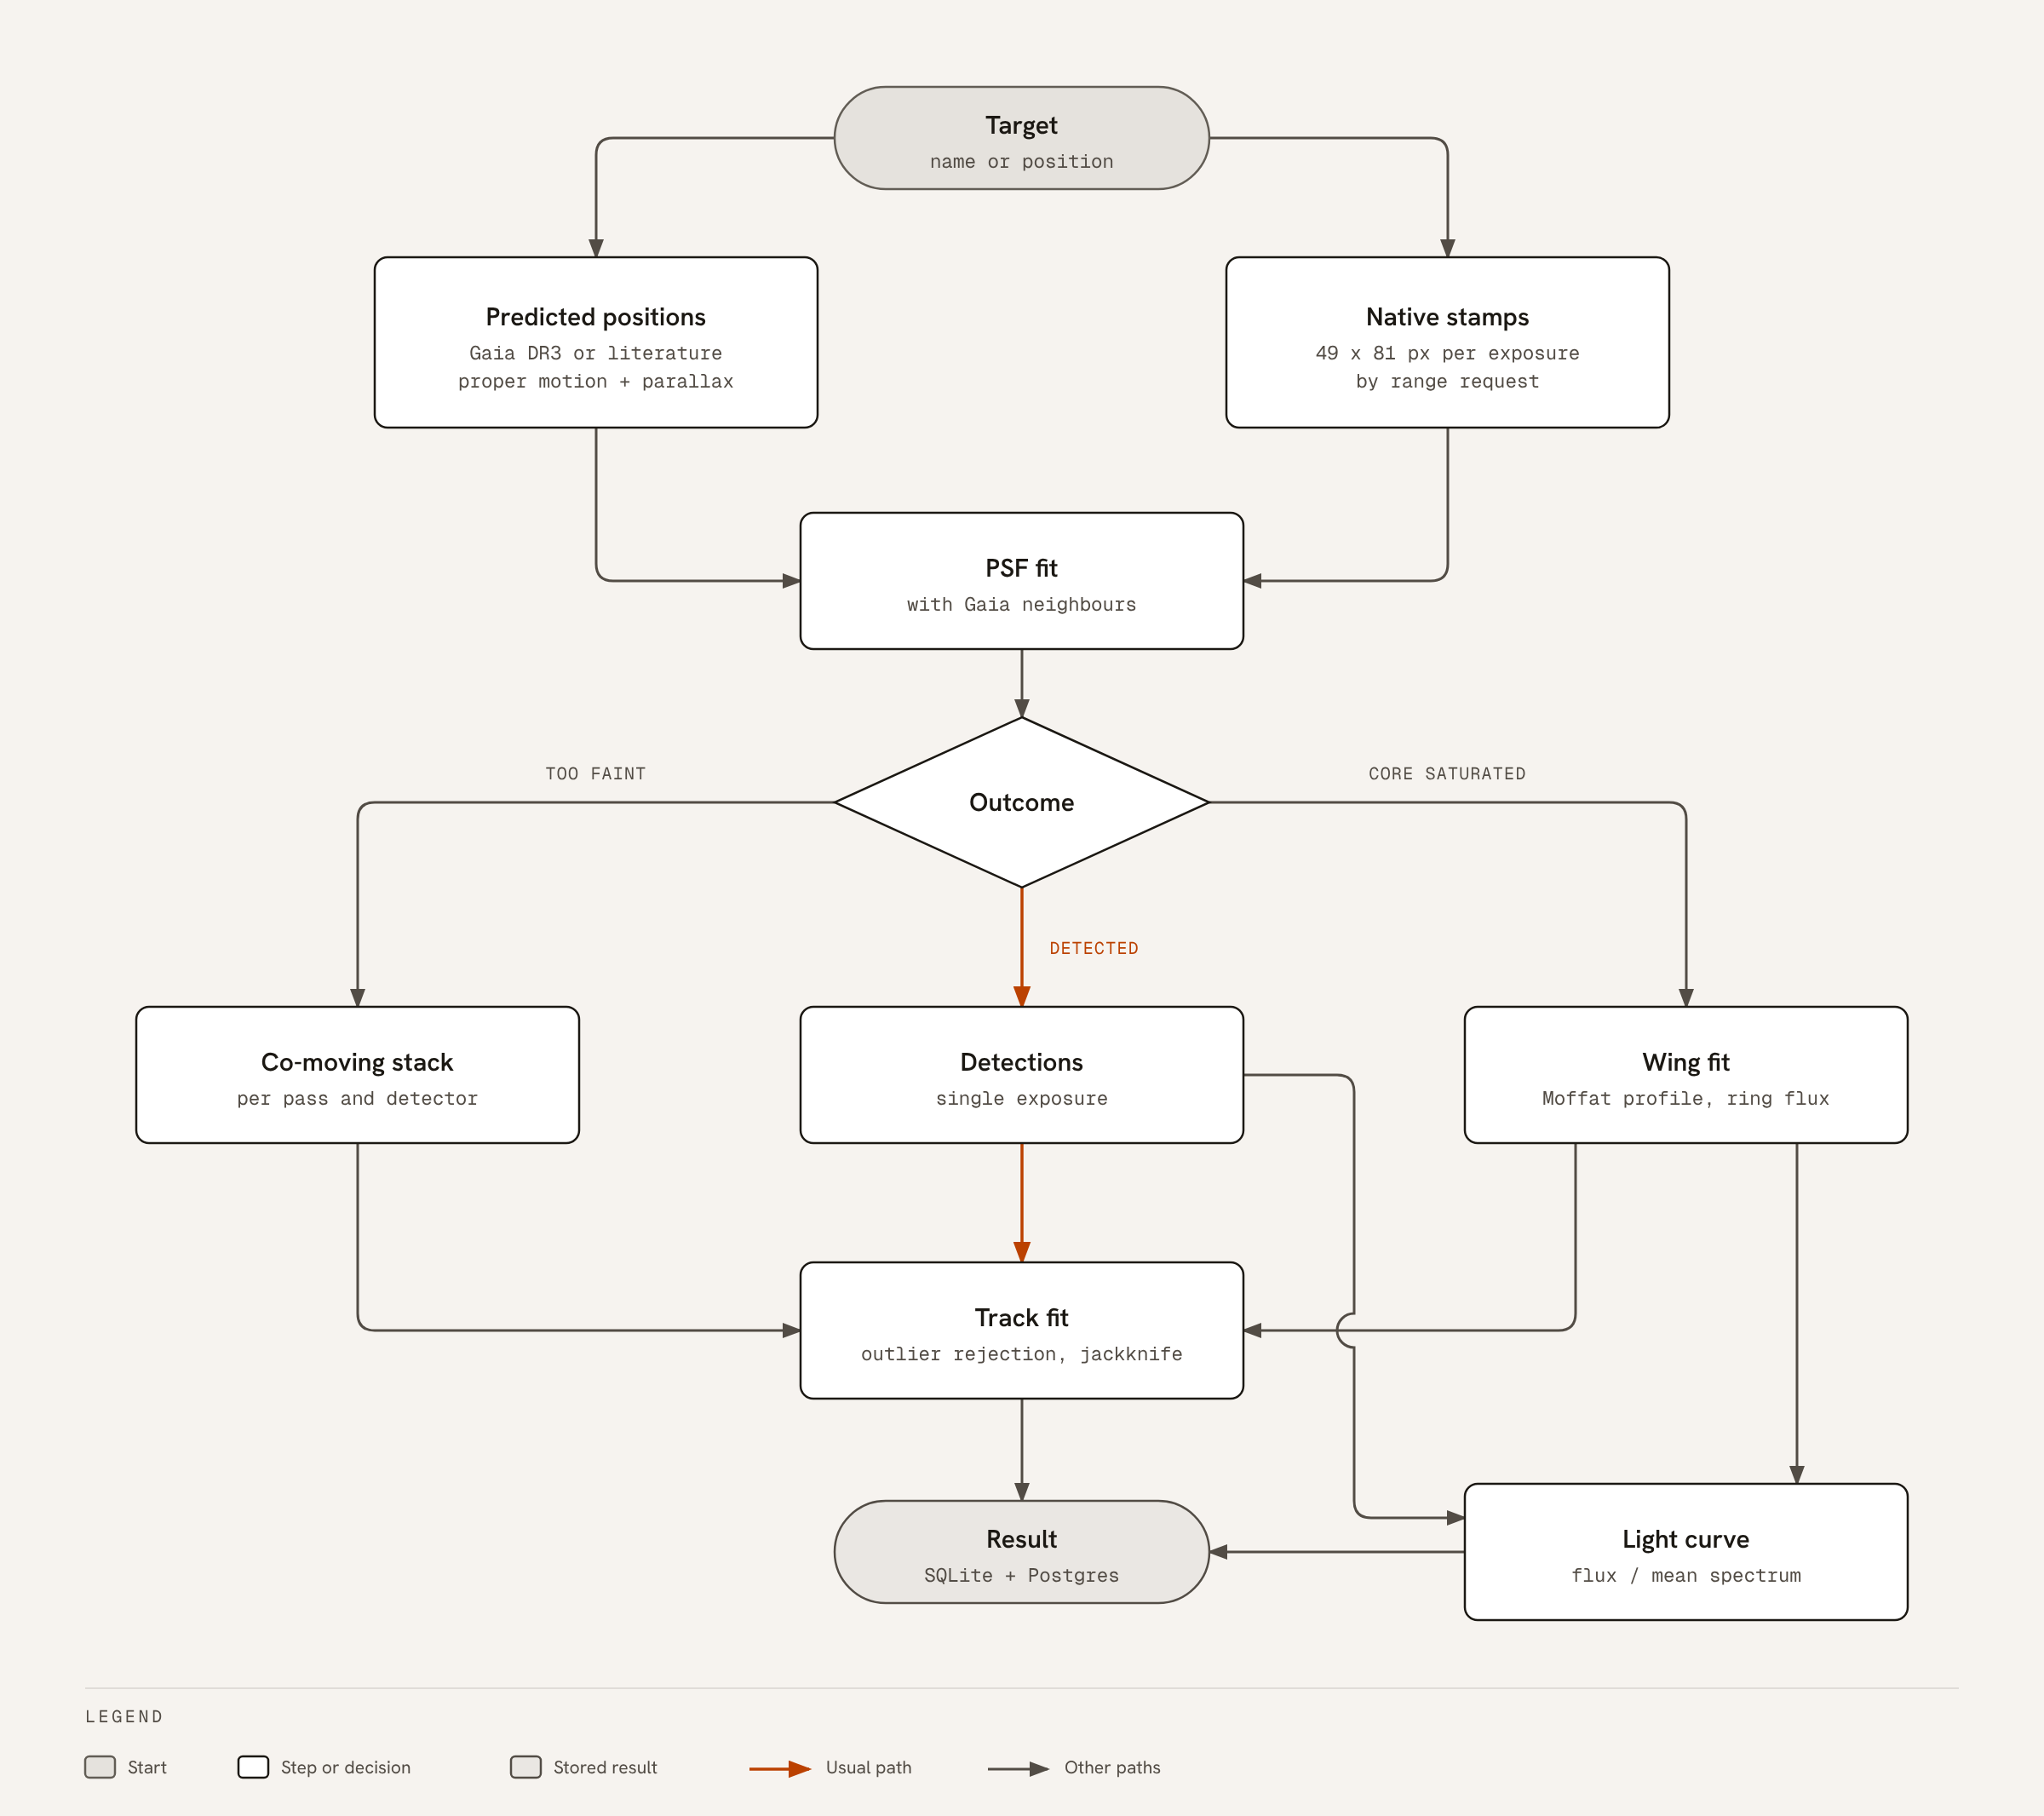 Target
name or position
Predicted positions
Gaia DR3 or literature
proper motion + parallax
Native stamps
49 x 81 px per exposure
by range request
PSF fit
with Gaia neighbours
TOO FAINT
CORE SATURATED
Outcome
DETECTED
Co-moving stack
per pass and detector
Detections
single exposure
Wing fit
Moffat profile, ring flux
Track fit
outlier rejection, jackknife
Result
SQLite + Postgres
Light curve
flux / mean spectrum
LEGEND
Start
Step or decision
Stored result
Usual path
Other paths